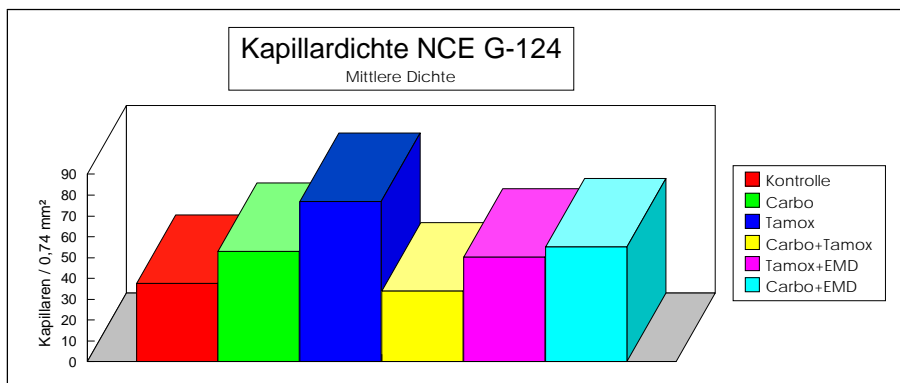 Kapillardichte NCE G-124
Mittlere Dichte
Kapillaren / 0,74 mm²
90
80
70
60
50
40
30
20
10
0
Kontrolle
Carbo
Tamox
Carbo+Tamox
Tamox+EMD
Carbo+EMD